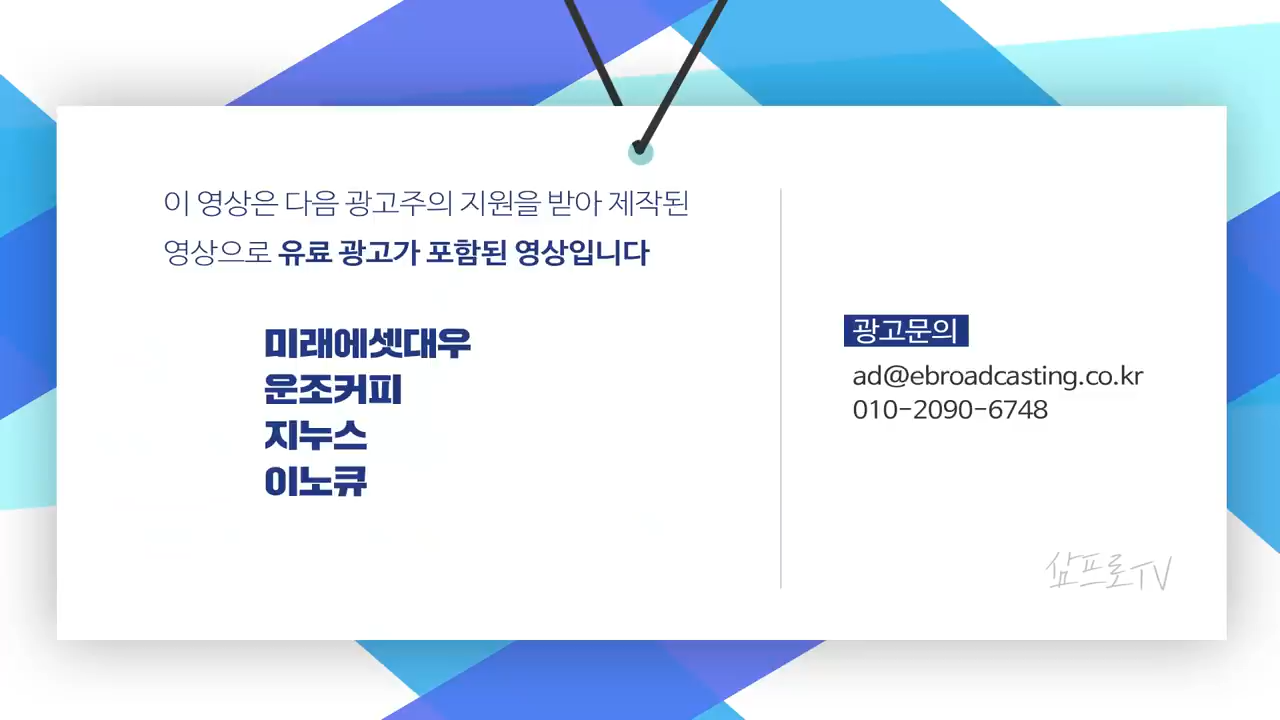 이 영상은 다음 광고주의 지원을 받아 제작된
영상으로 유료 광고가 포함된 영상입니다
미래에셋대우
운조커피
지누스
이노큐
광고문의
ad@ebroadcasting.co.kr
010-2090-6748
삼프로TV